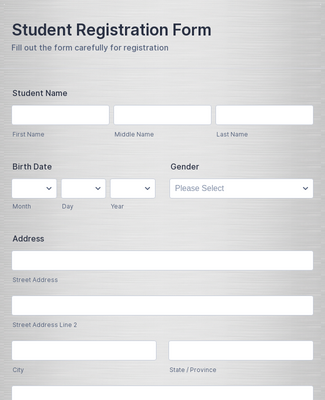 Student Registration Form
Fill out the form carefully for registration
Student Name
First Name Middle Name Last Name
Birth Date Gender
Please Select
Month Day Year
Address
Street Address
Street Address Line 2
City State / Province